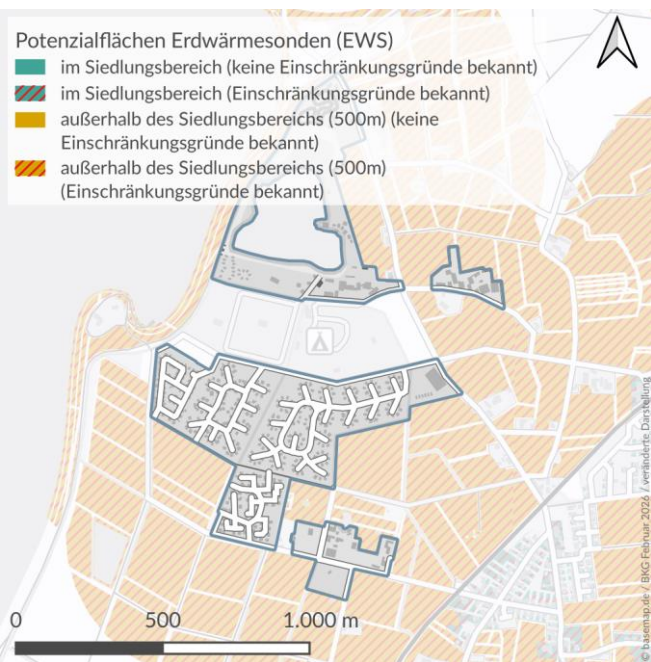 Potenzialflächen Erdwärmesonden (EWS)
im Siedlungsbereich (keine Einschränkungsgründe bekannt)
im Siedlungsbereich (Einschränkungsgründe bekannt)
außerhalb des Siedlungsbereichs (500m) (keine
Einschränkungsgründe bekannt)
außerhalb des Siedlungsbereichs (500m)
(Einschränkungsgründe bekannt)
0 500 1.000 m
© basemap.de / BKG Februar 2026 / veränderte Darstellung